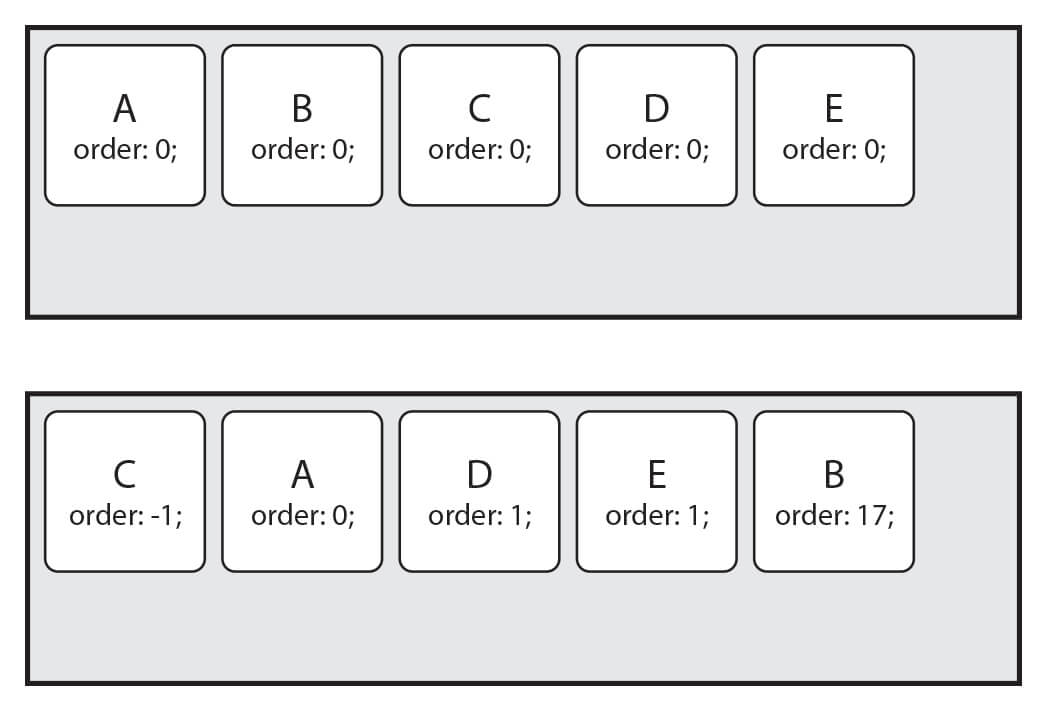 A
order: 0;
B
order: 0;
C
order: 0;
D
order: 0;
E
order: 0;
C
order: -1;
A
order: 0;
D
order: 1;
E
order: 1;
B
order: 17;